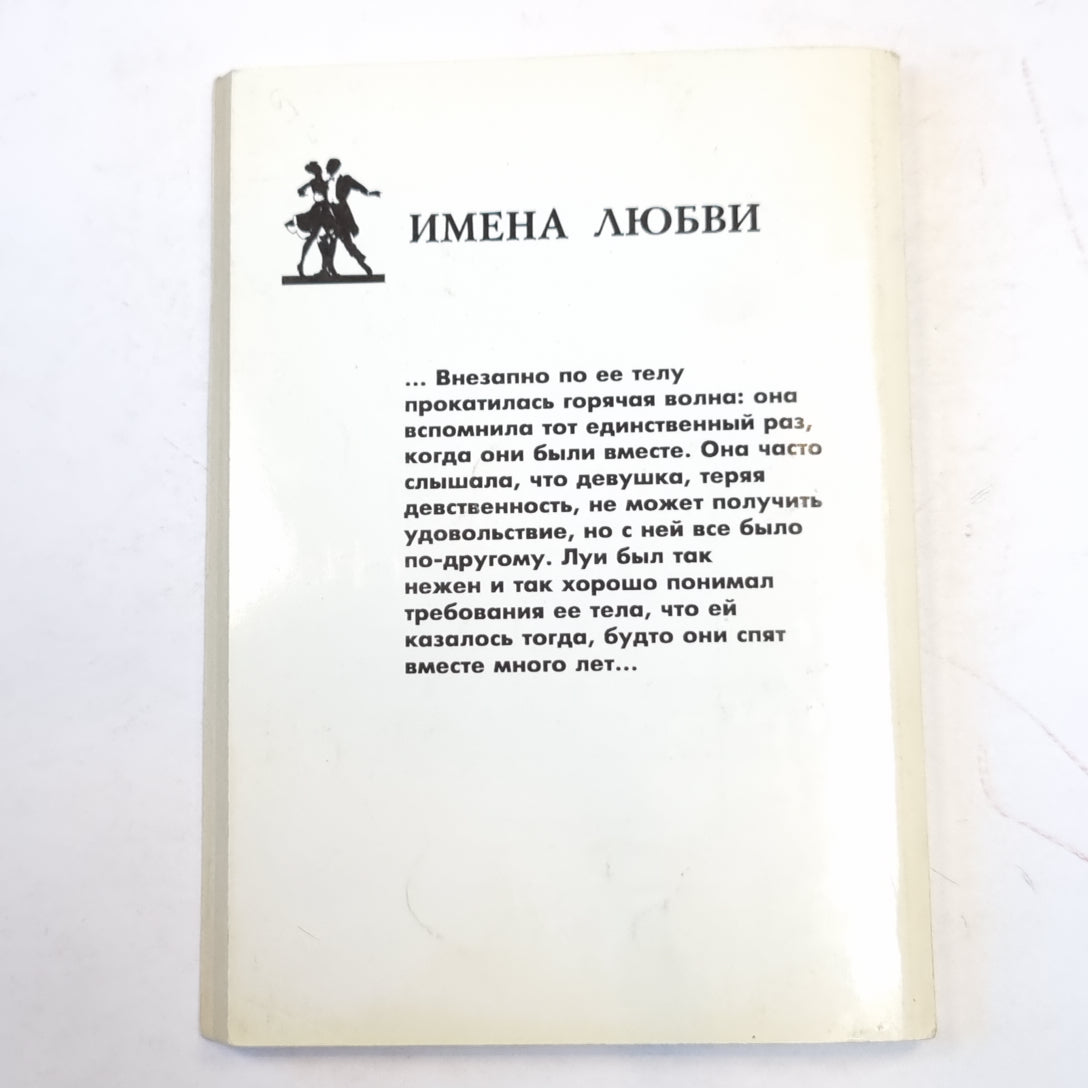 ИМЕНА ЛЮБВИ
... Внезапно по ее телу
прокатилась горячая волна: она
вспомнила тот единственный раз,
когда они были вместе. Она часто
слышала, что девушка, теряя
девственность, не может получить
удовольствие, но с ней все было
по-другому. Луи был так
нежен и так хорошо понимал
требования ее тела, что ей
казалось тогда, будто они спят
вместе много лет...